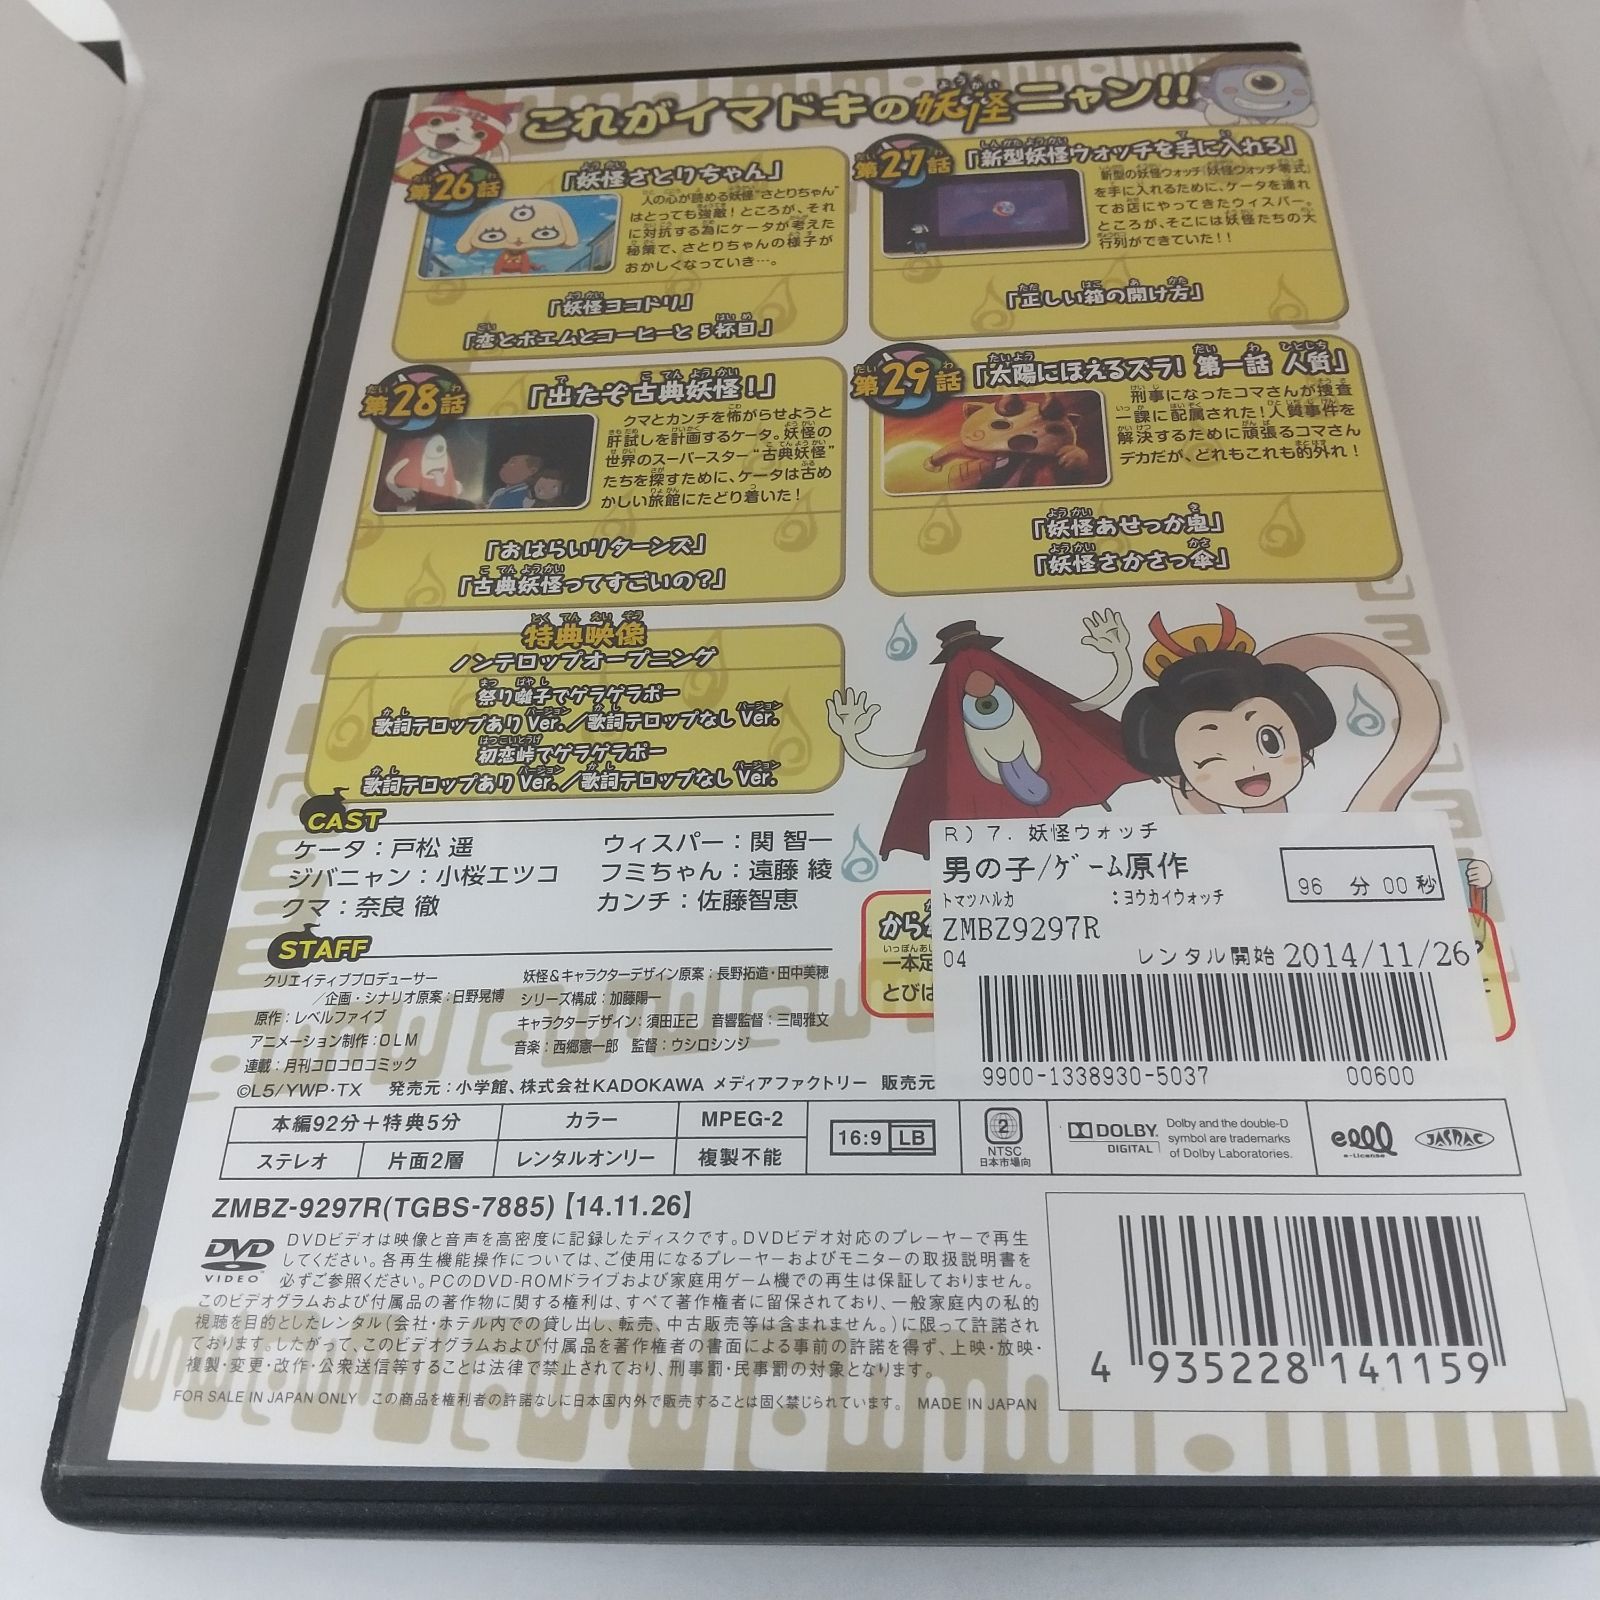 これがイマドキの妖怪ニャン!!
第26話
「妖怪さとりちゃん」
人の心が読める妖怪“さとりちゃん”
はとっても強敵!ところが、それ
に対抗する為にケータが考えた
秘策で、さとりちゃんの様子が
おかしくなっていき…。
「妖怪ヨコドリ」
「恋とポエムとコーヒーと 5杯目」
第27話
「新型妖怪ウォッチを手に入れろ」
新型の妖怪ウォッチ(妖怪ウォッチ零式)
を手に入れるために、ケータを連れ
てお店にやってきたウィスパー。
ところが、そこには妖怪たちの大
行列ができていた!!
「正しい箱の開け方」
第28話
「出たぞ古典妖怪!」
クマとカンチを怖がらせようと
肝試しを計画するケータ。妖怪の
世界のスーパースター“古典妖怪”
たちを探すために、ケータは古め
かしい旅館にたどり着いた!
「おはらいリターンズ」
「古典妖怪ってすごいの?」
第29話
「太陽にほえるズラ! 第一話 人質」
刑事になったコマさんが捜査
一課に配属された!人質事件を
解決するために頑張るコマさん
デカだが、どれもこれも的外れ!
「妖怪あせっか鬼」
「妖怪さかさっ傘」
特典映像
ノンテロップオープニング
祭り囃子でゲラゲラポー
歌詞テロップありVer./歌詞テロップなしVer.
初恋峠でゲラゲラポー
歌詞テロップありVer./歌詞テロップなしVer.
CAST
ケータ:戸松 遥
ウィスパー:関 智一
ジバニャン:小桜エツコ
フミちゃん:遠藤 綾
クマ:奈良 徹
カンチ:佐藤智恵
STAFF
クリエイティブプロデューサー
/企画・シナリオ原案:日野晃博
原作:レベルファイブ
アニメーション制作:OLM
連載:月刊コロコロコミック
妖怪&キャラクターデザイン原案:長野拓造・田中美穂
シリーズ構成:加藤陽一
キャラクターデザイン:須田正己 音響監督:三間雅文
音楽:西郷憲一郎 監督:ウシロシンジ
©L5/YWP・TX 発売元:小学館、株式会社KADOKAWA メディアファクトリー 販売元
R)7.妖怪ウォッチ
男の子/ゲーム原作
96 分 00 秒
トマツハルカ :ヨウカイウォッチ
ZMBZ9297R
04 レンタル開始 2014/11/26
9900-1338930-5037 00600
から
一本足
とびは
本編92分+特典5分
カラー
MPEG-2
ステレオ
片面2層
レンタルオンリー
複製不能
16:9 LB
2
NTSC
日本市場向
DOLBY
DIGITAL
Dolby and the double-D
symbol are trademarks
of Dolby Laboratories.
e-License
JASRAC
ZMBZ-9297R(TGBS-7885)【14.11.26】
DVD
VIDEO
DVDビデオは映像と音声を高密度に記録したディスクです。DVDビデオ対応のプレーヤーで再生
してください。各再生機能操作については、ご使用になるプレーヤーおよびモニターの取扱説明書を
必ずご参照ください。PCのDVD-ROMドライブおよび家庭用ゲーム機での再生は保証しておりません。
このビデオグラムおよび付属品の著作物に関する権利は、すべて著作権者に留保されており、一般家庭内の私的
視聴を目的としたレンタル(会社・ホテル内での貸し出し、転売、中古販売等は含まれません。)に限って許諾され
ております。したがって、このビデオグラムおよび付属品を著作権者の書面による事前の許諾を得ず、上映・放映・
複製・変更・改作・公衆送信等することは法律で禁止されており、刑事罰・民事罰の対象となります。
FOR SALE IN JAPAN ONLY この商品を権利者の許諾なしに日本国内外で販売することは固く禁じられています。 MADE IN JAPAN
4 935228 141159